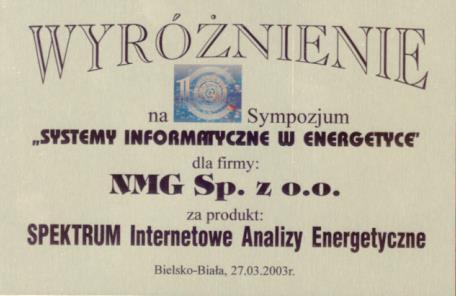 WYRÓŻNIENIE
na 10 Sympozjum
„SYSTEMY INFORMATYCZNE W ENERGETYCE"
dla firmy:
NMG Sp. z o.o.
za produkt:
SPEKTRUM Internetowe Analizy Energetyczne
Bielsko-Biała, 27.03.2003r.